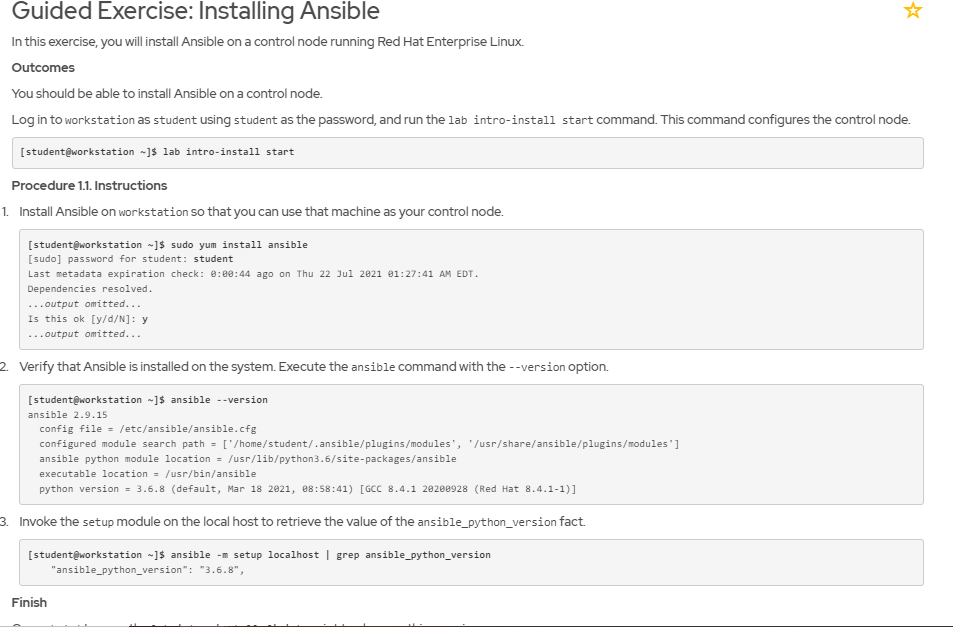 Guided Exercise: Installing Ansible
In this exercise, you will install Ansible on a control node running Red Hat Enterprise Linux.
Outcomes
You should be able to install Ansible on a control node.
Log in to workstation as student using student as the password, and run the lab intro-install start command. This command configures the control node.
[student@workstation ~]$ lab intro-install start
Procedure 1.1. Instructions
1. Install Ansible on workstation so that you can use that machine as your control node.
[student@workstation ~]$ sudo yum install ansible
[sudo] password for student: student
Last metadata expiration check: 0:00:44 ago on Thu 22 Jul 2021 01:27:41 AM EDT.
Dependencies resolved.
...output omitted...
Is this ok [y/d/N]: y
...output omitted...
2. Verify that Ansible is installed on the system. Execute the ansible command with the --version option.
[student@workstation ~]$ ansible --version
ansible 2.9.15
config file = /etc/ansible/ansible.cfg
configured module search path = ['/home/student/.ansible/plugins/modules', '/usr/share/ansible/plugins/modules']
ansible python module location = /usr/lib/python3.6/site-packages/ansible
executable location = /usr/bin/ansible
python version = 3.6.8 (default, Mar 18 2021, 08:58:41) [GCC 8.4.1 20200928 (Red Hat 8.4.1-1)]
3. Invoke the setup module on the local host to retrieve the value of the ansible_python_version fact.
[student@workstation ~]$ ansible -m setup localhost | grep ansible_python_version
"ansible_python_version": "3.6.8",
Finish